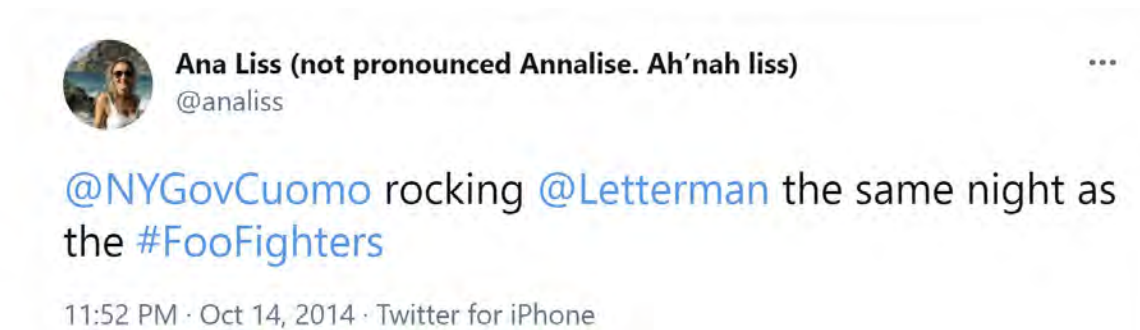 Ana Liss (not pronounced Annalise. Ah’nah liss)
@analiss
@NYGovCuomo rocking @Letterman the same night as
the #FooFighters
11:52 PM · Oct 14, 2014 · Twitter for iPhone